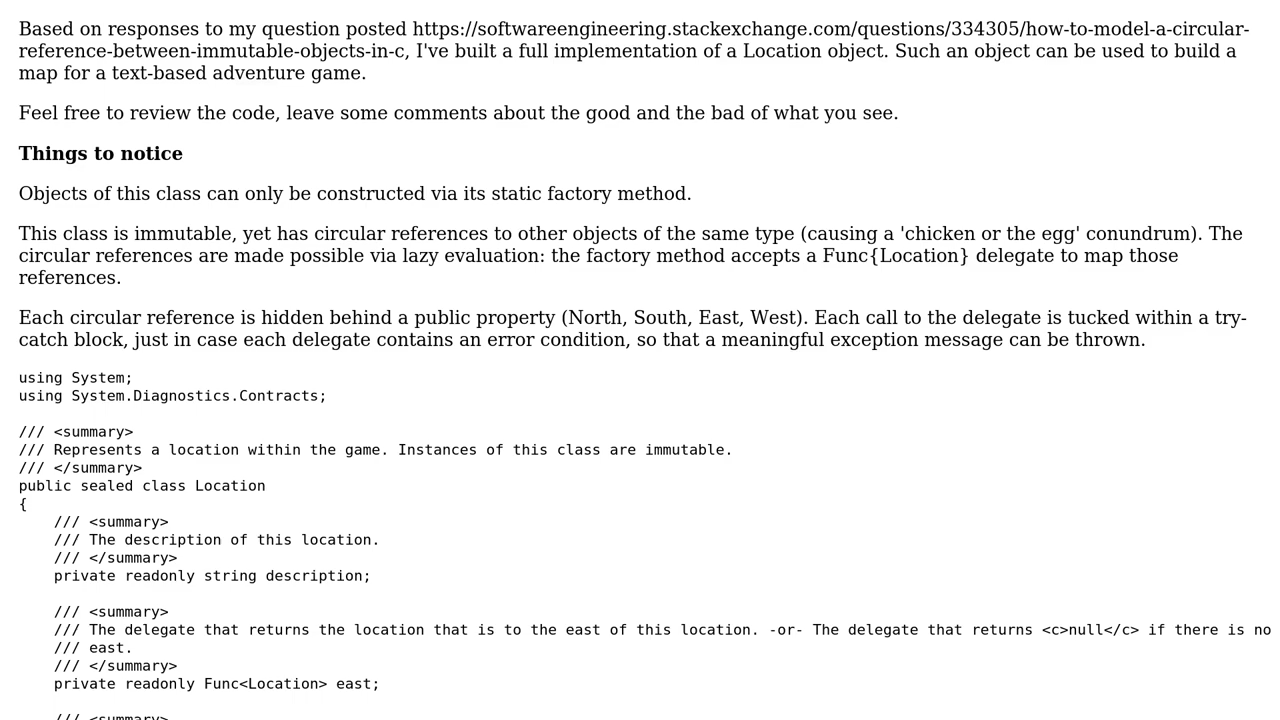 Based on responses to my question posted https://softwareengineering.stackexchange.com/questions/334305/how-to-model-a-circular-
reference-between-immutable-objects-in-c, I've built a full implementation of a Location object. Such an object can be used to build a
map for a text-based adventure game.
Feel free to review the code, leave some comments about the good and the bad of what you see.
Things to notice
Objects of this class can only be constructed via its static factory method.
This class is immutable, yet has circular references to other objects of the same type (causing a 'chicken or the egg' conundrum). The
circular references are made possible via lazy evaluation: the factory method accepts a Func{Location} delegate to map those
references.
Each circular reference is hidden behind a public property (North, South, East, West). Each call to the delegate is tucked within a try-
catch block, just in case each delegate contains an error condition, so that a meaningful exception message can be thrown.
using System;
using System.Diagnostics.Contracts;
/// <summary>
/// Represents a location within the game. Instances of this class are immutable.
/// </summary>
public sealed class Location
{
    /// <summary>
    /// The description of this location.
    /// </summary>
    private readonly string description;
    /// <summary>
    /// The delegate that returns the location that is to the east of this location. -or- The delegate that returns <c>null</c> if there is no
    /// east.
    /// </summary>
    private readonly Func<Location> east;
    /// <summary>